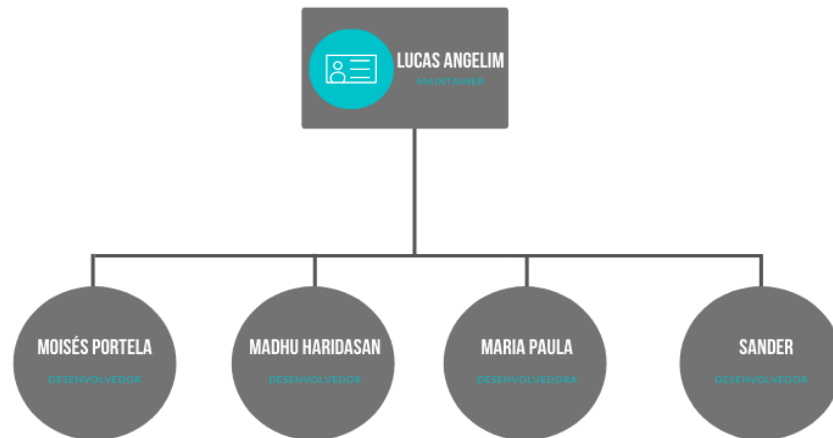 LUCAS ANGELIM
MAINTAINER
MOISÉS PORTELA
DESENVOLVEDOR
MADHU HARIDASAN
DESENVOLVEDOR
MARIA PAULA
DESENVOLVEDORA
SANDER
DESENVOLVEDOR